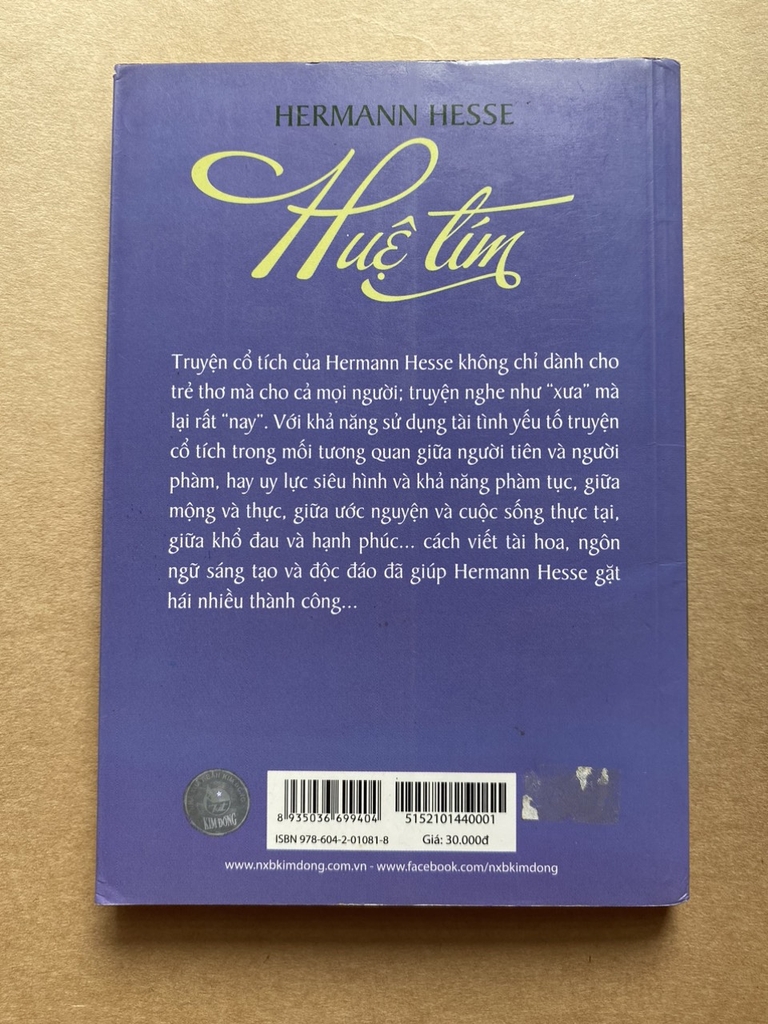 HERMANN HESSE
Huệ tím
Truyện cổ tích của Hermann Hesse không chỉ dành cho
trẻ thơ mà cho cả mọi người; truyện nghe như “xưa” mà
lại rất “nay”. Với khả năng sử dụng tài tình yếu tố truyện
cổ tích trong mối tương quan giữa người tiên và người
phàm, hay uy lực siêu hình và khả năng phàm tục, giữa
mộng và thực, giữa ước nguyện và cuộc sống thực tại,
giữa khổ đau và hạnh phúc... cách viết tài hoa, ngôn
ngữ sáng tạo và độc đáo đã giúp Hermann Hesse gặt
hái nhiều thành công...
KIM ĐỒNG
8 935036 699404
5152101440001
ISBN 978-604-2-01081-8
Giá: 30.000đ
www.nxbkimdong.com.vn - www.facebook.com/nxbkimdong